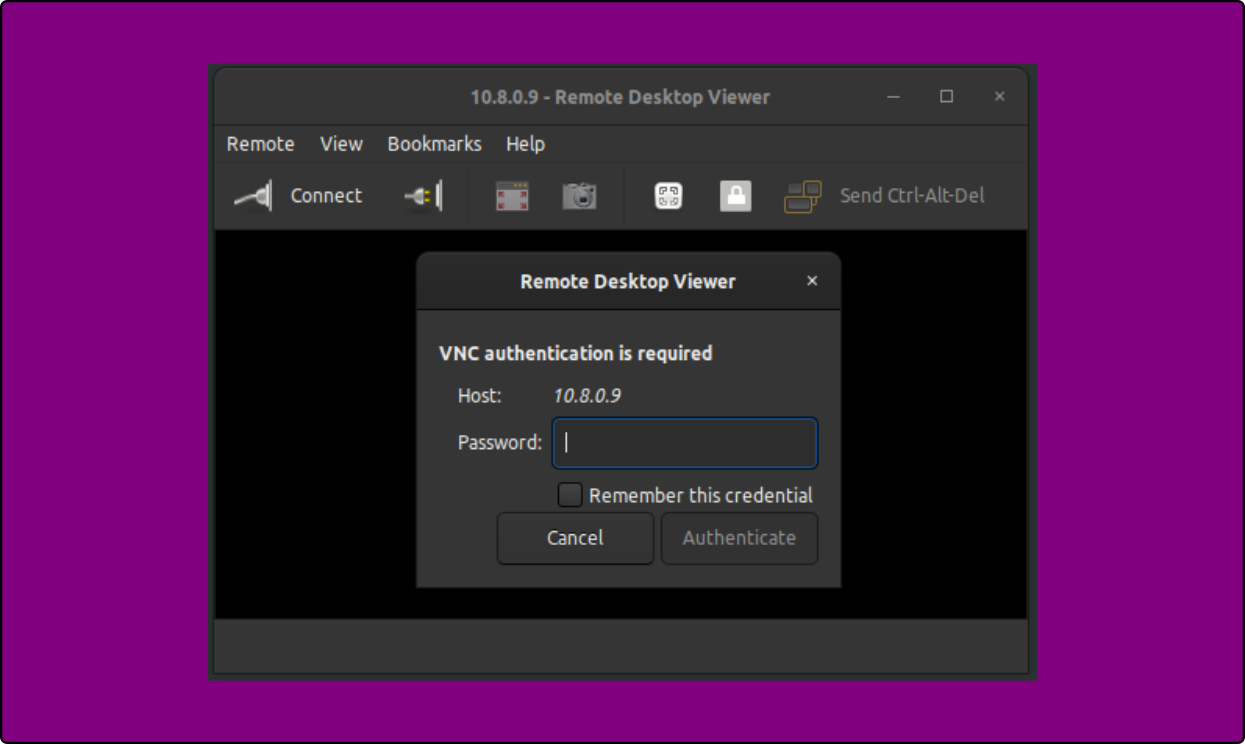 10.8.0.9 - Remote Desktop Viewer
Remote View Bookmarks Help
Connect Send Ctrl-Alt-Del
Remote Desktop Viewer
VNC authentication is required
Host: 10.8.0.9
Password:
Remember this credential
Cancel Authenticate